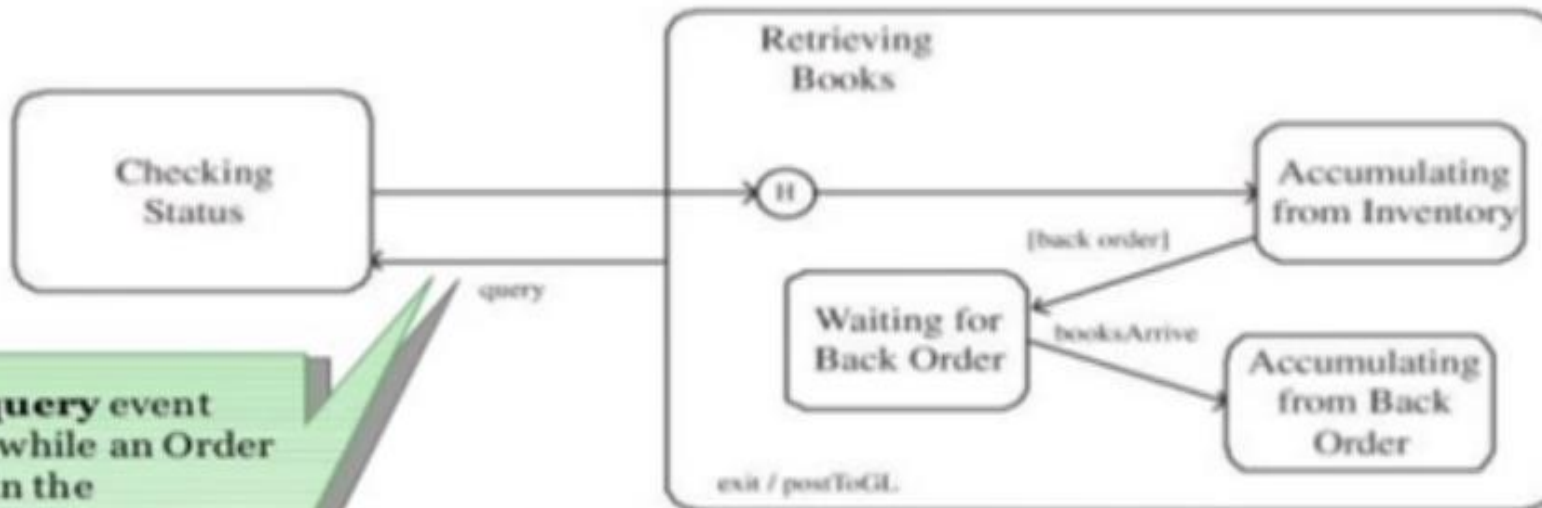 Retrieving
Books
Checking
Status
H
Accumulating
from Inventory
[back order]
query
Waiting for
Back Order
booksArrive
Accumulating
from Back
Order
query event
while an Order
n the
exit / postToGL